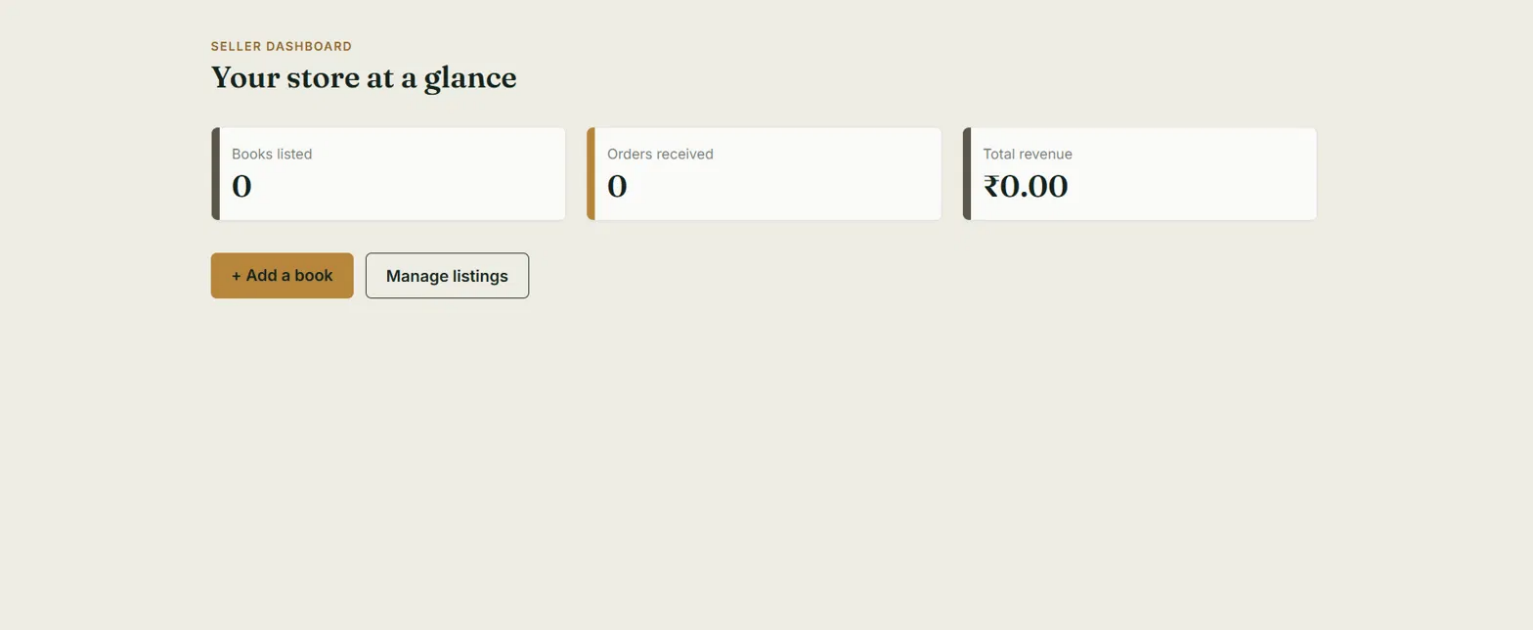 SELLER DASHBOARD
Your store at a glance
Books listed
0
Orders received
0
Total revenue
₹0.00
+ Add a book
Manage listings